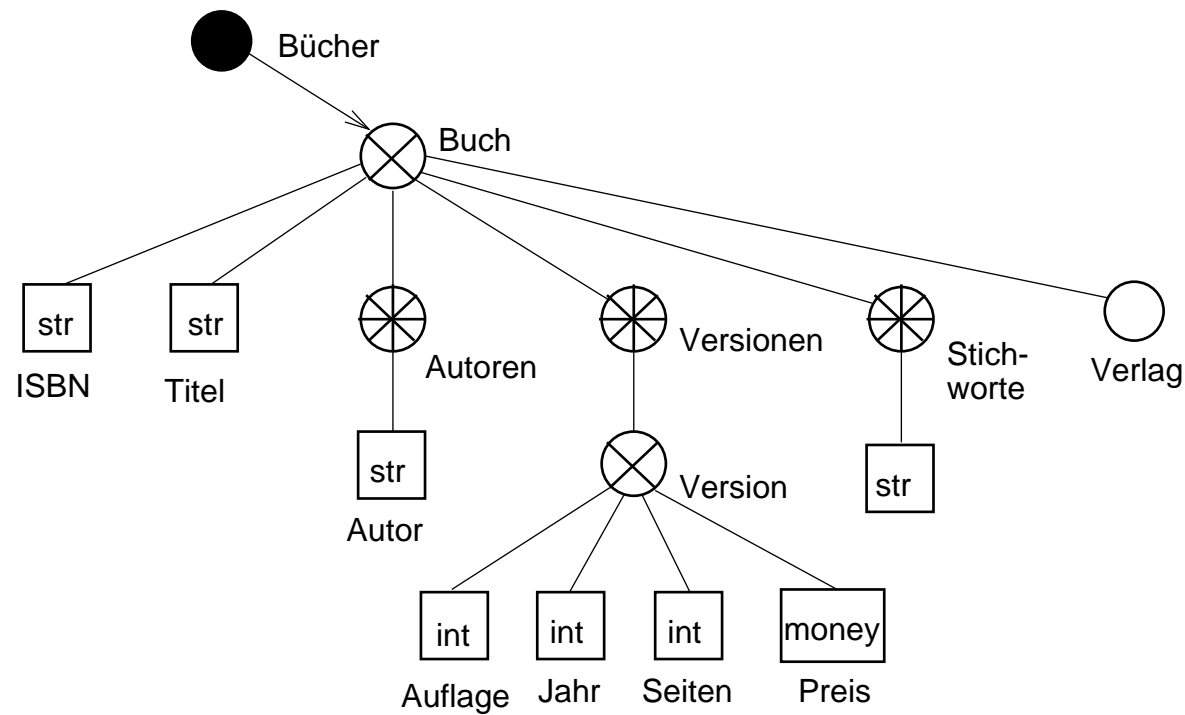 Bücher
Buch
str
str
Versionen
Stich-
worte
Verlag
ISBN
Titel
Autoren
str
Autor
Version
str
int
int
int
money
Auflage
Jahr
Seiten
Preis